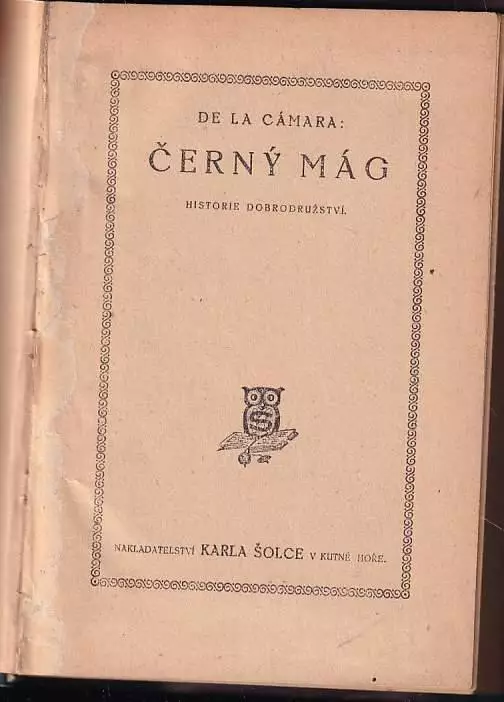 DE LA CÁMARA:
ČERNÝ MÁG
HISTORIE DOBRODRUŽSTVÍ.
NAKLADATELSTVÍ KARLA ŠOLCE V KUTNÉ HOŘE.